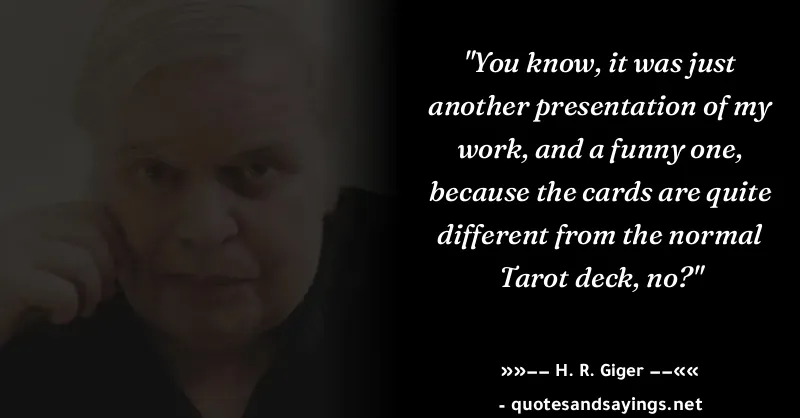 "You know, it was just
another presentation of my
work, and a funny one,
because the cards are quite
different from the normal
Tarot deck, no?"
»»–– H. R. Giger ––««
- quotesandsayings.net